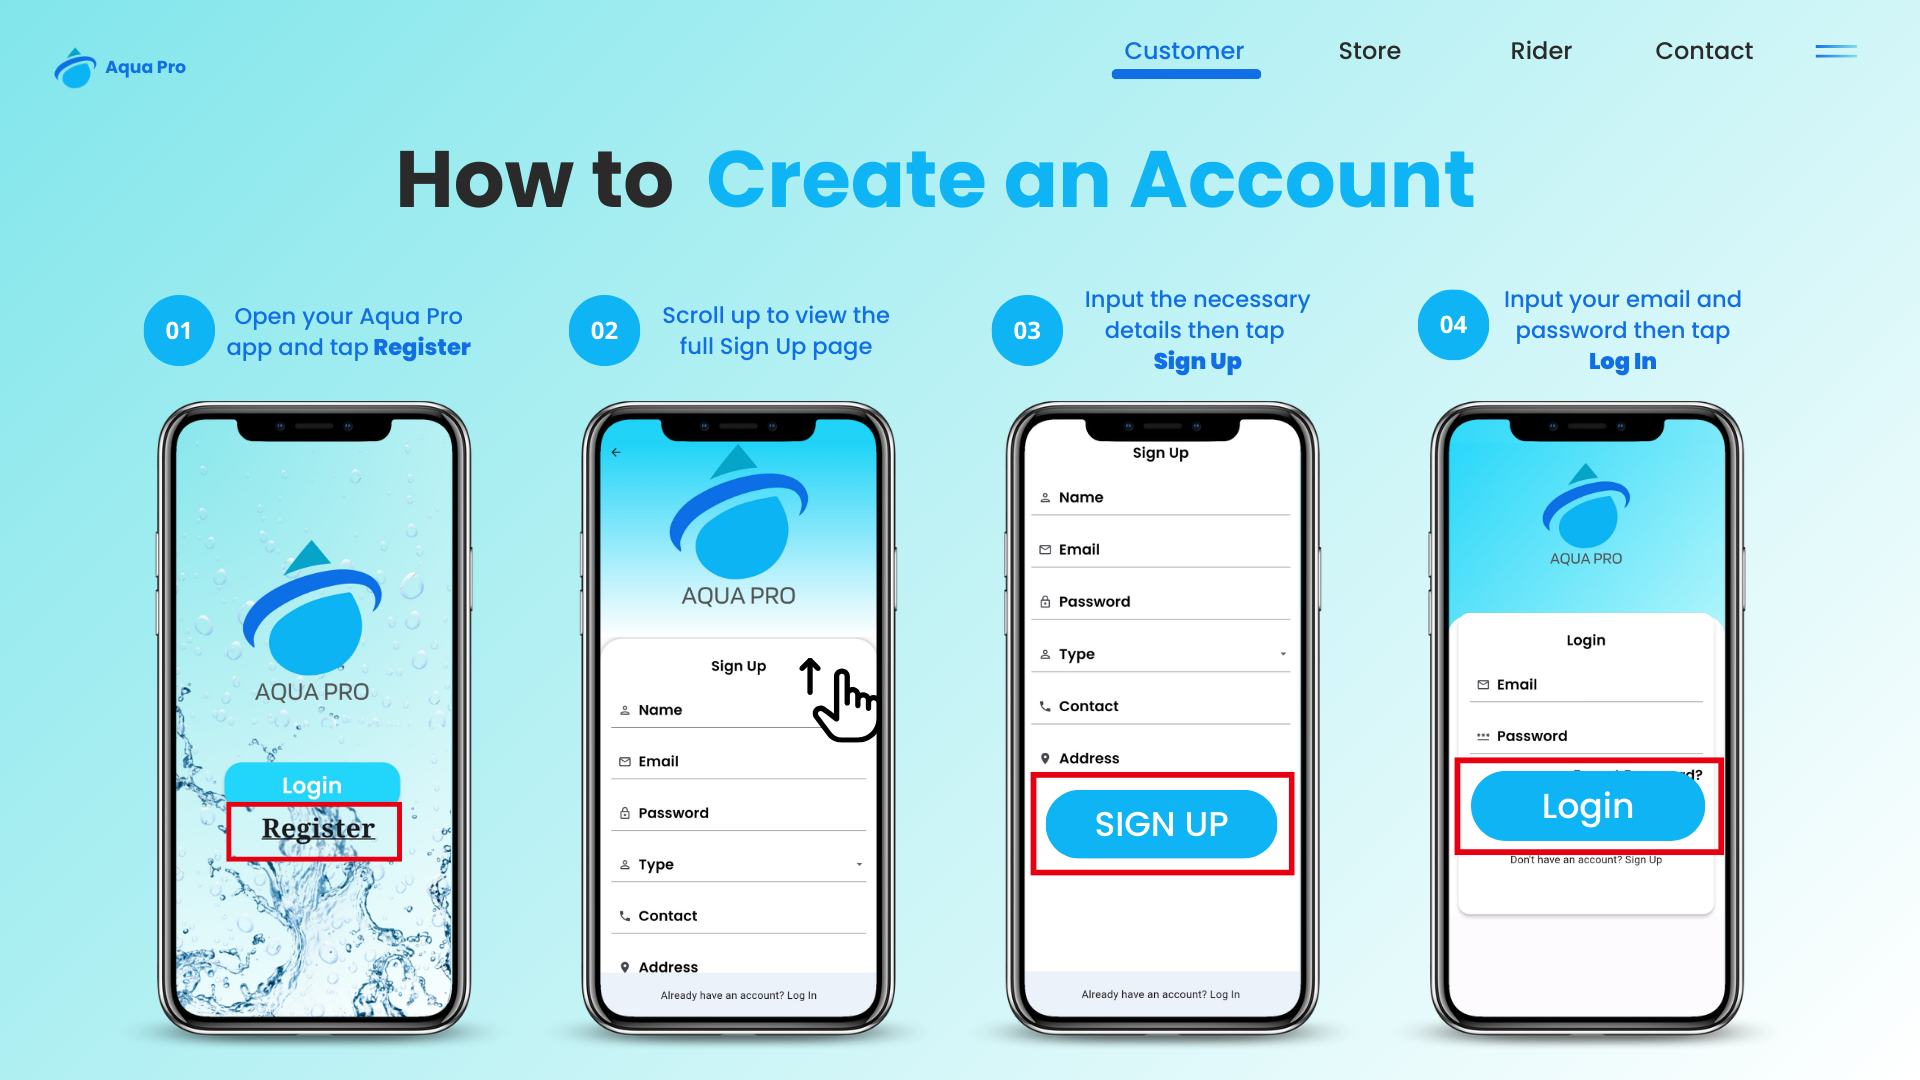 Aqua Pro
Customer
Store
Rider
Contact
How to Create an Account
01
Open your Aqua Pro
app and tap Register
02
Scroll up to view the
full Sign Up page
03
Input the necessary
details then tap
Sign Up
04
Input your email and
password then tap
Log In
AQUA PRO
Login
Register
AQUA PRO
Sign Up
Name
Email
Password
Type
Contact
Address
Already have an account? Log In
Sign Up
Name
Email
Password
Type
Contact
Address
SIGN UP
Already have an account? Log In
AQUA PRO
Login
Email
Password
Login
Don't have an account? Sign Up